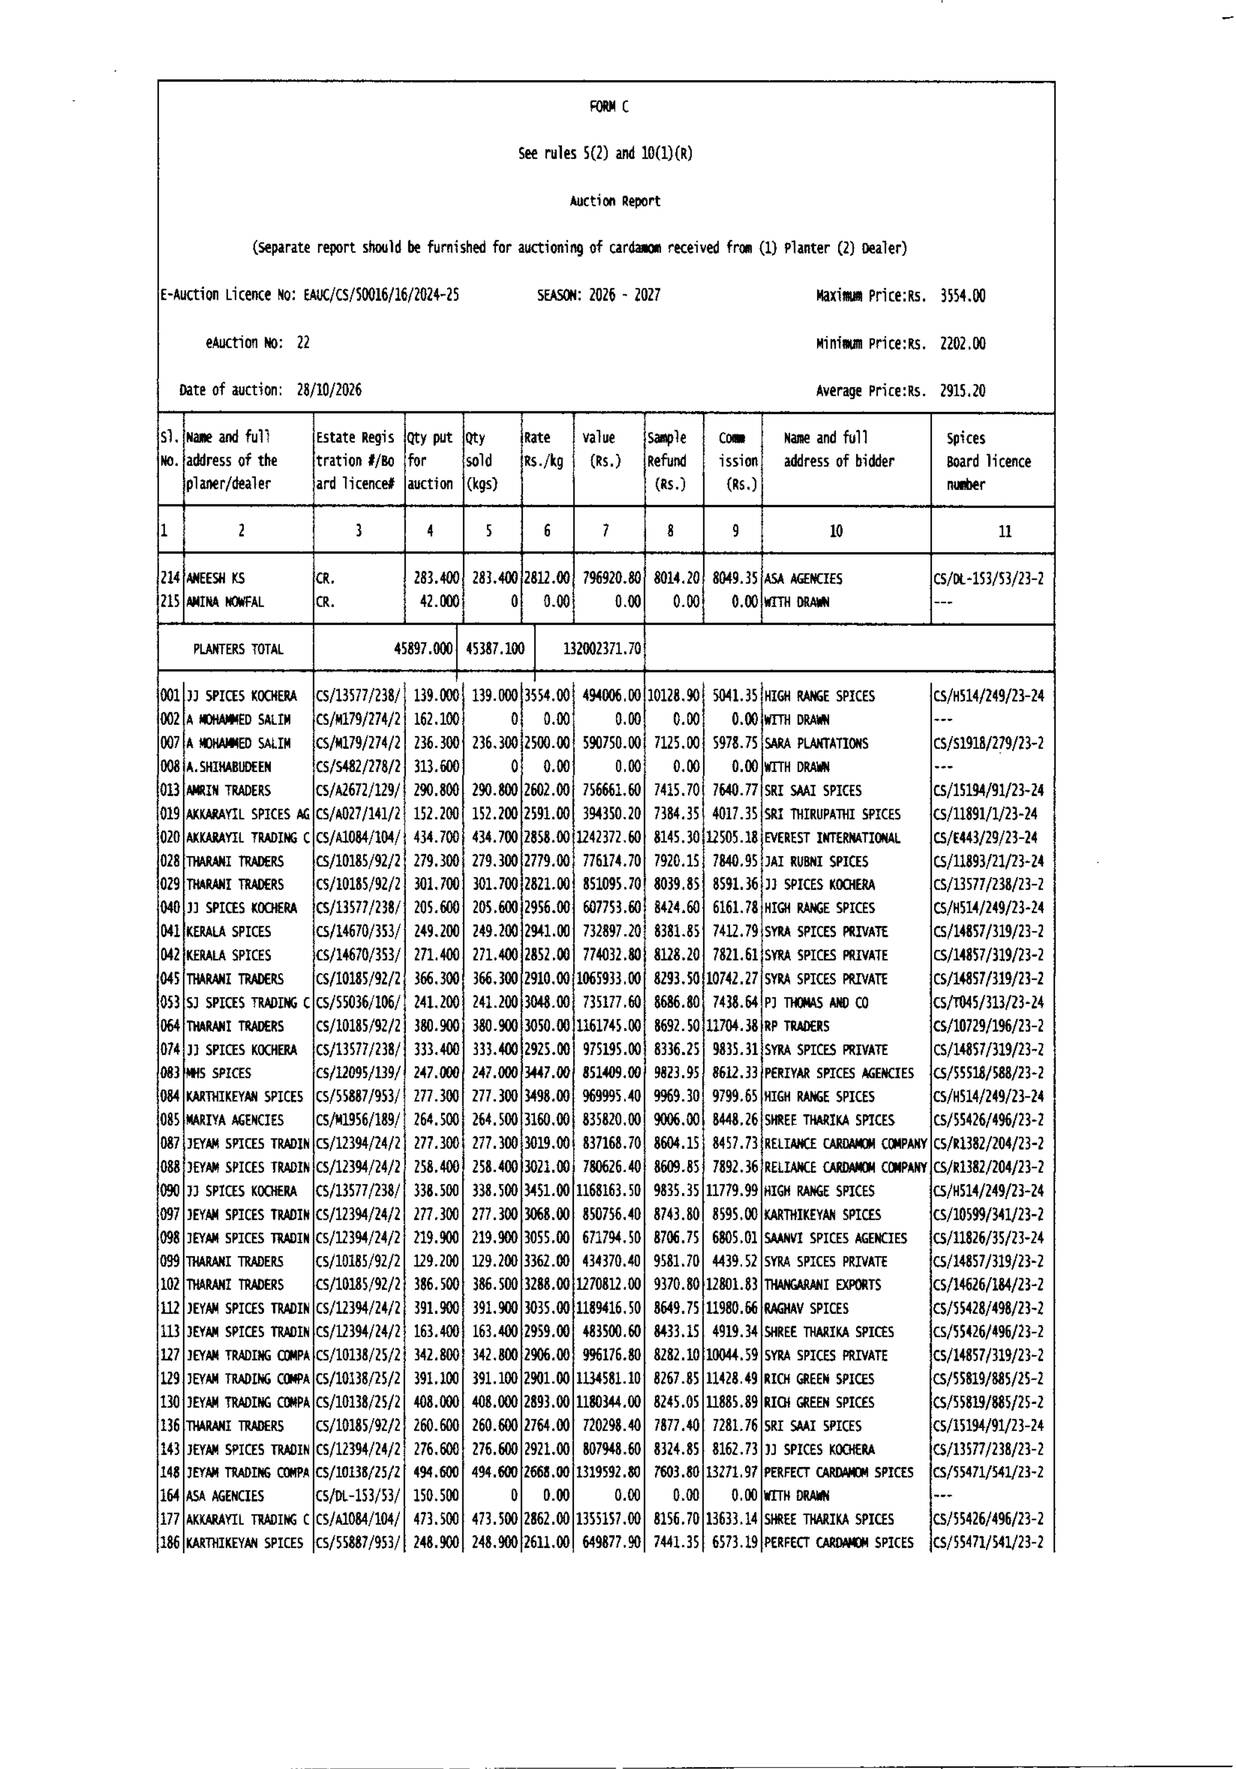 FORM C
See rules 5(2) and 10(1)(R)
Auction Report
(Separate report should be furnished for auctioning of cardamom received from (1) Planter (2) Dealer)
E-Auction Licence No: EAUC/CS/50016/16/2024-25 SEASON: 2026 - 2027 Maximum Price:Rs. 3554.00
eAuction No: 22 Minimum Price:Rs. 2202.00
Date of auction: 28/10/2026 Average Price:Rs. 2915.20
Sl. Name and full Estate Regis Qty put Qty Rate Value Sample Comm Name and full Spices
No. address of the tration #/Bo for sold Rs./kg (Rs.) Refund ission address of bidder Board licence
planer/dealer ard licence# auction (kgs) (Rs.) (Rs.) number
1 2 3 4 5 6 7 8 9 10 11
214 ANEESH KS CR. 283.400 283.400 2812.00 796920.80 8014.20 8049.35 ASA AGENCIES CS/DL-153/53/23-2
215 AMINA NOWFAL CR. 42.000 0 0.00 0.00 0.00 0.00 WITH DRAWN ---
PLANTERS TOTAL 45897.000 45387.100 132002371.70
001 JJ SPICES KOCHERA CS/13577/238/ 139.000 139.000 3554.00 494006.00 10128.90 5041.35 HIGH RANGE SPICES CS/H514/249/23-24
002 A MOHAMMED SALIM CS/M179/274/2 162.100 0 0.00 0.00 0.00 0.00 WITH DRAWN ---
007 A MOHAMMED SALIM CS/M179/274/2 236.300 236.300 2500.00 590750.00 7125.00 5978.75 SARA PLANTATIONS CS/S1918/279/23-2
008 A.SHIHABUDEEN CS/S482/278/2 313.600 0 0.00 0.00 0.00 0.00 WITH DRAWN ---
013 AMRIN TRADERS CS/A2672/129/ 290.800 290.800 2602.00 756661.60 7415.70 7640.77 SRI SAAI SPICES CS/15194/91/23-24
019 AKKARAYIL SPICES AG CS/A027/141/2 152.200 152.200 2591.00 394350.20 7384.35 4017.35 SRI THIRUPATHI SPICES CS/11891/1/23-24
020 AKKARAYIL TRADING C CS/A1084/104/ 434.700 434.700 2858.00 1242372.60 8145.30 12505.18 EVEREST INTERNATIONAL CS/E443/29/23-24
028 THARANI TRADERS CS/10185/92/2 279.300 279.300 2779.00 776174.70 7920.15 7840.95 JAI RUBNI SPICES CS/11893/21/23-24
029 THARANI TRADERS CS/10185/92/2 301.700 301.700 2821.00 851095.70 8039.85 8591.36 JJ SPICES KOCHERA CS/13577/238/23-2
040 JJ SPICES KOCHERA CS/13577/238/ 205.600 205.600 2956.00 607753.60 8424.60 6161.78 HIGH RANGE SPICES CS/H514/249/23-24
041 KERALA SPICES CS/14670/353/ 249.200 249.200 2941.00 732897.20 8381.85 7412.79 SYRA SPICES PRIVATE CS/14857/319/23-2
042 KERALA SPICES CS/14670/353/ 271.400 271.400 2852.00 774032.80 8128.20 7821.61 SYRA SPICES PRIVATE CS/14857/319/23-2
045 THARANI TRADERS CS/10185/92/2 366.300 366.300 2910.00 1065933.00 8293.50 10742.27 SYRA SPICES PRIVATE CS/14857/319/23-2
053 SJ SPICES TRADING C CS/55036/106/ 241.200 241.200 3048.00 735177.60 8686.80 7438.64 PJ THOMAS AND CO CS/T045/313/23-24
064 THARANI TRADERS CS/10185/92/2 380.900 380.900 3050.00 1161745.00 8692.50 11704.38 RP TRADERS CS/10729/196/23-2
074 JJ SPICES KOCHERA CS/13577/238/ 333.400 333.400 2925.00 975195.00 8336.25 9835.31 SYRA SPICES PRIVATE CS/14857/319/23-2
083 MHS SPICES CS/12095/139/ 247.000 247.000 3447.00 851409.00 9823.95 8612.33 PERIYAR SPICES AGENCIES CS/55518/588/23-2
084 KARTHIKEYAN SPICES CS/55887/953/ 277.300 277.300 3498.00 969995.40 9969.30 9799.65 HIGH RANGE SPICES CS/H514/249/23-24
085 MARIYA AGENCIES CS/M1956/189/ 264.500 264.500 3160.00 835820.00 9006.00 8448.26 SHREE THARIKA SPICES CS/55426/496/23-2
087 JEYAM SPICES TRADIN CS/12394/24/2 277.300 277.300 3019.00 837168.70 8604.15 8457.73 RELIANCE CARDAMOM COMPANY CS/R1382/204/23-2
088 JEYAM SPICES TRADIN CS/12394/24/2 258.400 258.400 3021.00 780626.40 8609.85 7892.36 RELIANCE CARDAMOM COMPANY CS/R1382/204/23-2
090 JJ SPICES KOCHERA CS/13577/238/ 338.500 338.500 3451.00 1168163.50 9835.35 11779.99 HIGH RANGE SPICES CS/H514/249/23-24
097 JEYAM SPICES TRADIN CS/12394/24/2 277.300 277.300 3068.00 850756.40 8743.80 8595.00 KARTHIKEYAN SPICES CS/10599/341/23-2
098 JEYAM SPICES TRADIN CS/12394/24/2 219.900 219.900 3055.00 671794.50 8706.75 6805.01 SAANVI SPICES AGENCIES CS/11826/35/23-24
099 THARANI TRADERS CS/10185/92/2 129.200 129.200 3362.00 434370.40 9581.70 4439.52 SYRA SPICES PRIVATE CS/14857/319/23-2
102 THARANI TRADERS CS/10185/92/2 386.500 386.500 3288.00 1270812.00 9370.80 12801.83 THANGARANI EXPORTS CS/14626/184/23-2
112 JEYAM SPICES TRADIN CS/12394/24/2 391.900 391.900 3035.00 1189416.50 8649.75 11980.66 RAGHAV SPICES CS/55428/498/23-2
113 JEYAM SPICES TRADIN CS/12394/24/2 163.400 163.400 2959.00 483500.60 8433.15 4919.34 SHREE THARIKA SPICES CS/55426/496/23-2
127 JEYAM TRADING COMPA CS/10138/25/2 342.800 342.800 2906.00 996176.80 8282.10 10044.59 SYRA SPICES PRIVATE CS/14857/319/23-2
129 JEYAM TRADING COMPA CS/10138/25/2 391.100 391.100 2901.00 1134581.10 8267.85 11428.49 RICH GREEN SPICES CS/55819/885/25-2
130 JEYAM TRADING COMPA CS/10138/25/2 408.000 408.000 2893.00 1180344.00 8245.05 11885.89 RICH GREEN SPICES CS/55819/885/25-2
136 THARANI TRADERS CS/10185/92/2 260.600 260.600 2764.00 720298.40 7877.40 7281.76 SRI SAAI SPICES CS/15194/91/23-24
143 JEYAM SPICES TRADIN CS/12394/24/2 276.600 276.600 2921.00 807948.60 8324.85 8162.73 JJ SPICES KOCHERA CS/13577/238/23-2
148 JEYAM TRADING COMPA CS/10138/25/2 494.600 494.600 2668.00 1319592.80 7603.80 13271.97 PERFECT CARDAMOM SPICES CS/55471/541/23-2
164 ASA AGENCIES CS/DL-153/53/ 150.500 0 0.00 0.00 0.00 0.00 WITH DRAWN ---
177 AKKARAYIL TRADING C CS/A1084/104/ 473.500 473.500 2862.00 1355157.00 8156.70 13633.14 SHREE THARIKA SPICES CS/55426/496/23-2
186 KARTHIKEYAN SPICES CS/55887/953/ 248.900 248.900 2611.00 649877.90 7441.35 6573.19 PERFECT CARDAMOM SPICES CS/55471/541/23-2